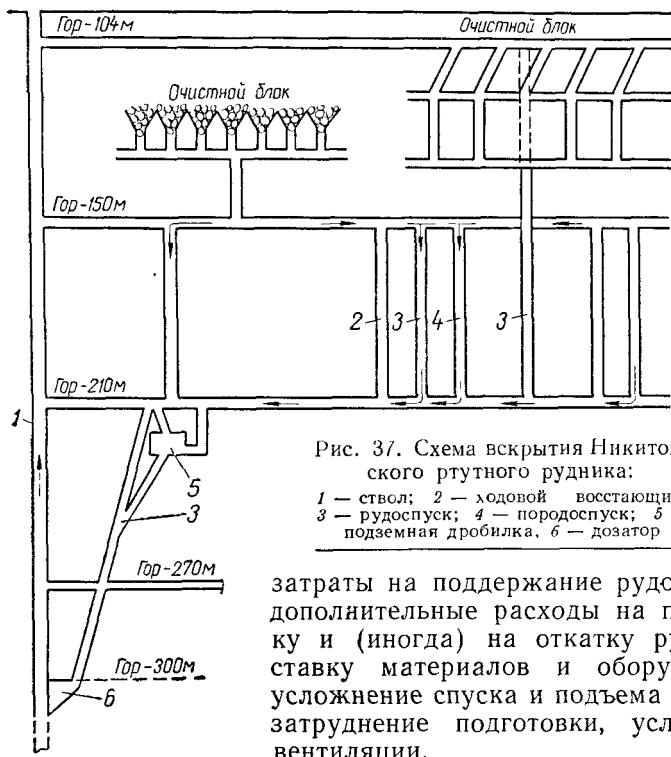 Гор-104м
Очистной блок
Очистной блок
Гор-150м
2
3
4
3
Гор-210м
1
5
3
Гор-270м
Гор-300м
6
Рис. 37. Схема вскрытия Никитов
ского ртутного рудника:
1 — ствол; 2 — ходовой восстающи
3 — рудоспуск; 4 — породоспуск; 5
подземная дробилка, 6 — дозатор
затраты на поддержание рудо
дополнительные расходы на п
ку и (иногда) на откатку ру
ставку материалов и обору
усложнение спуска и подъема
затруднение подготовки, усл
вентиляции.